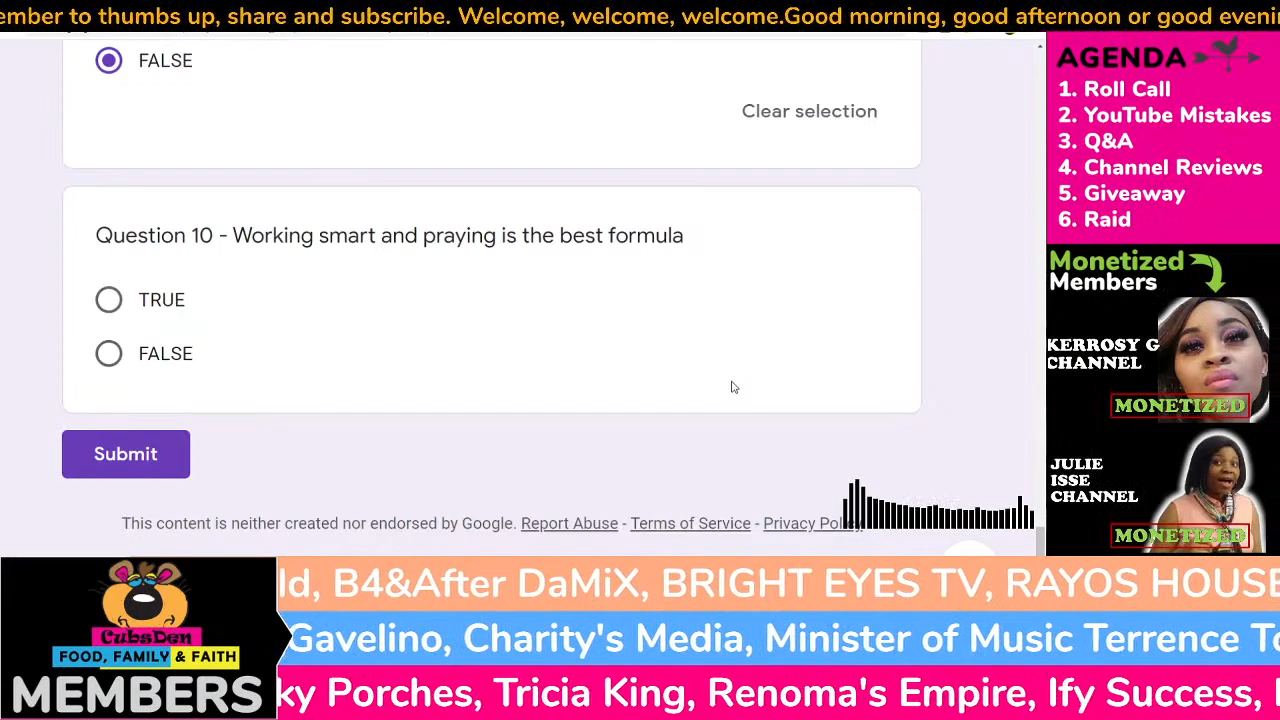 ember to thumbs up, share and subscribe. Welcome, welcome, welcome.Good morning, good afternoon or good eveni
FALSE
Clear selection
Question 10 - Working smart and praying is the best formula
TRUE
FALSE
Submit
This content is neither created nor endorsed by Google. Report Abuse - Terms of Service - Privacy Policy
AGENDA
1. Roll Call
2. YouTube Mistakes
3. Q&A
4. Channel Reviews
5. Giveaway
6. Raid
Monetized
Members
KERROSY G
CHANNEL
MONETIZED
JULIE
ISSE
CHANNEL
MONETIZED
CubsDen
FOOD, FAMILY & FAITH
MEMBERS
ld, B4&After DaMiX, BRIGHT EYES TV, RAYOS HOUSE
Gavelino, Charity's Media, Minister of Music Terrence To
ky Porches, Tricia King, Renoma's Empire, Ify Success,